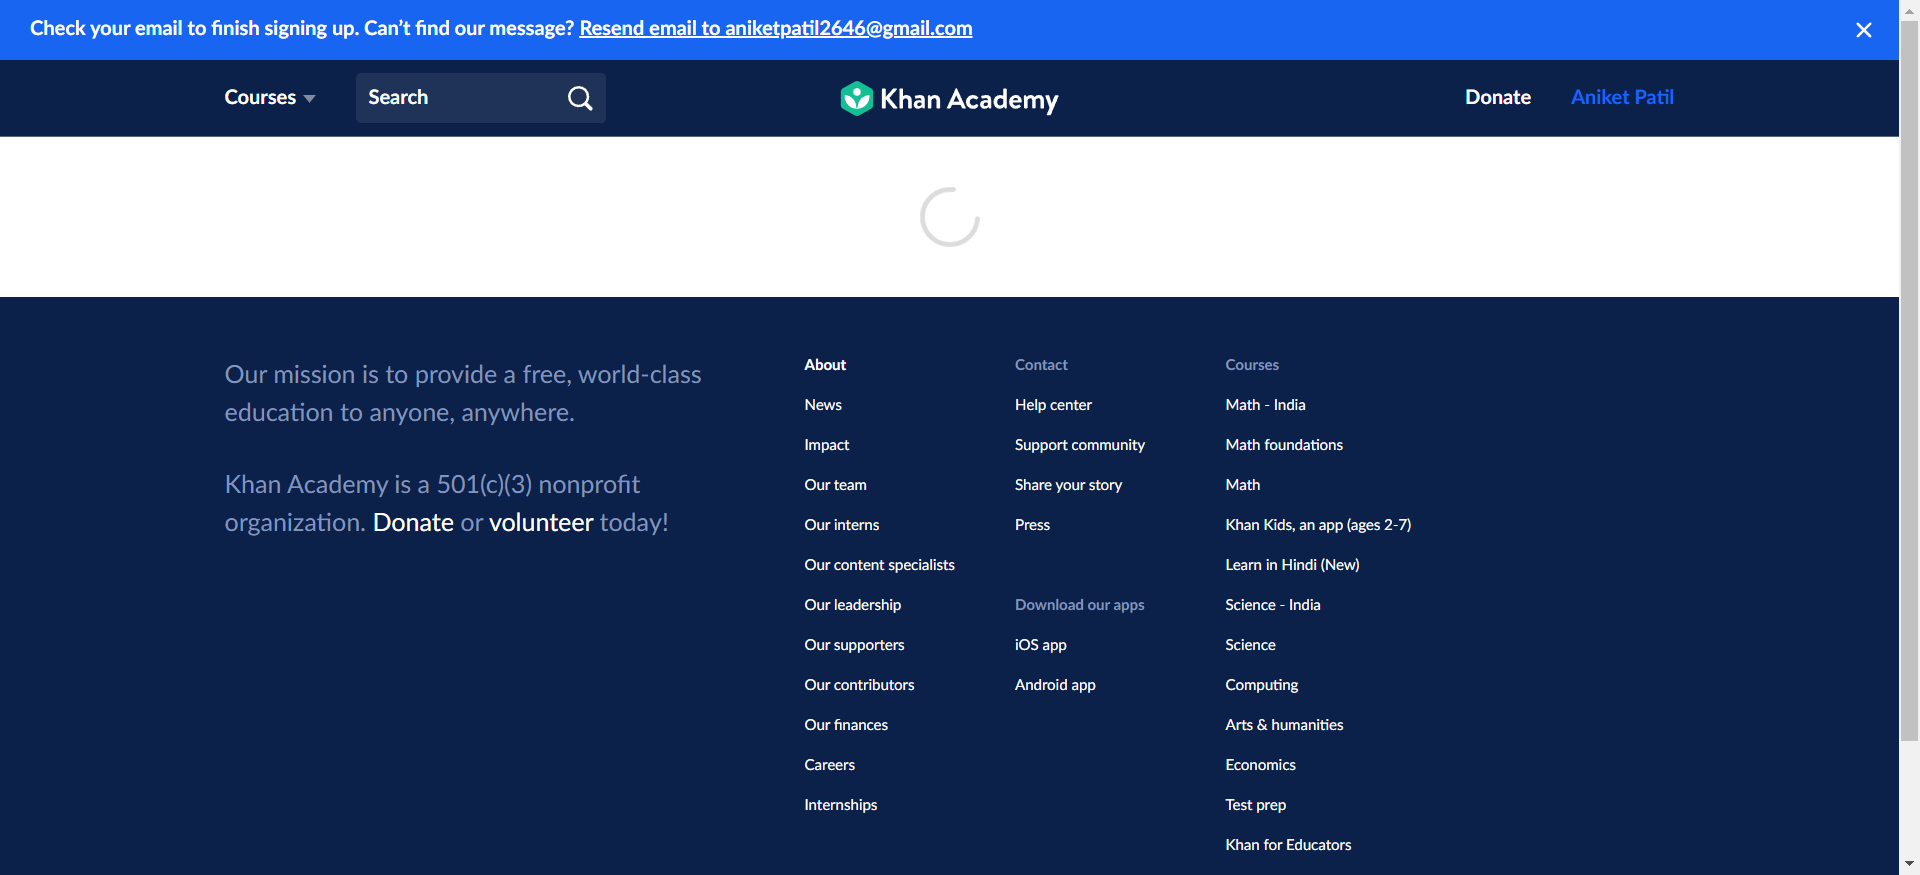 Check your email to finish signing up. Can't find our message? Resend email to aniketpatil2646@gmail.com
Courses
Search
Khan Academy
Donate
Aniket Patil
Our mission is to provide a free, world-class
education to anyone, anywhere.
Khan Academy is a 501(c)(3) nonprofit
organization. Donate or volunteer today!
About
News
Impact
Our team
Our interns
Our content specialists
Our leadership
Our supporters
Our contributors
Our finances
Careers
Internships
Contact
Help center
Support community
Share your story
Press
Download our apps
iOS app
Android app
Courses
Math - India
Math foundations
Math
Khan Kids, an app (ages 2-7)
Learn in Hindi (New)
Science - India
Science
Computing
Arts & humanities
Economics
Test prep
Khan for Educators